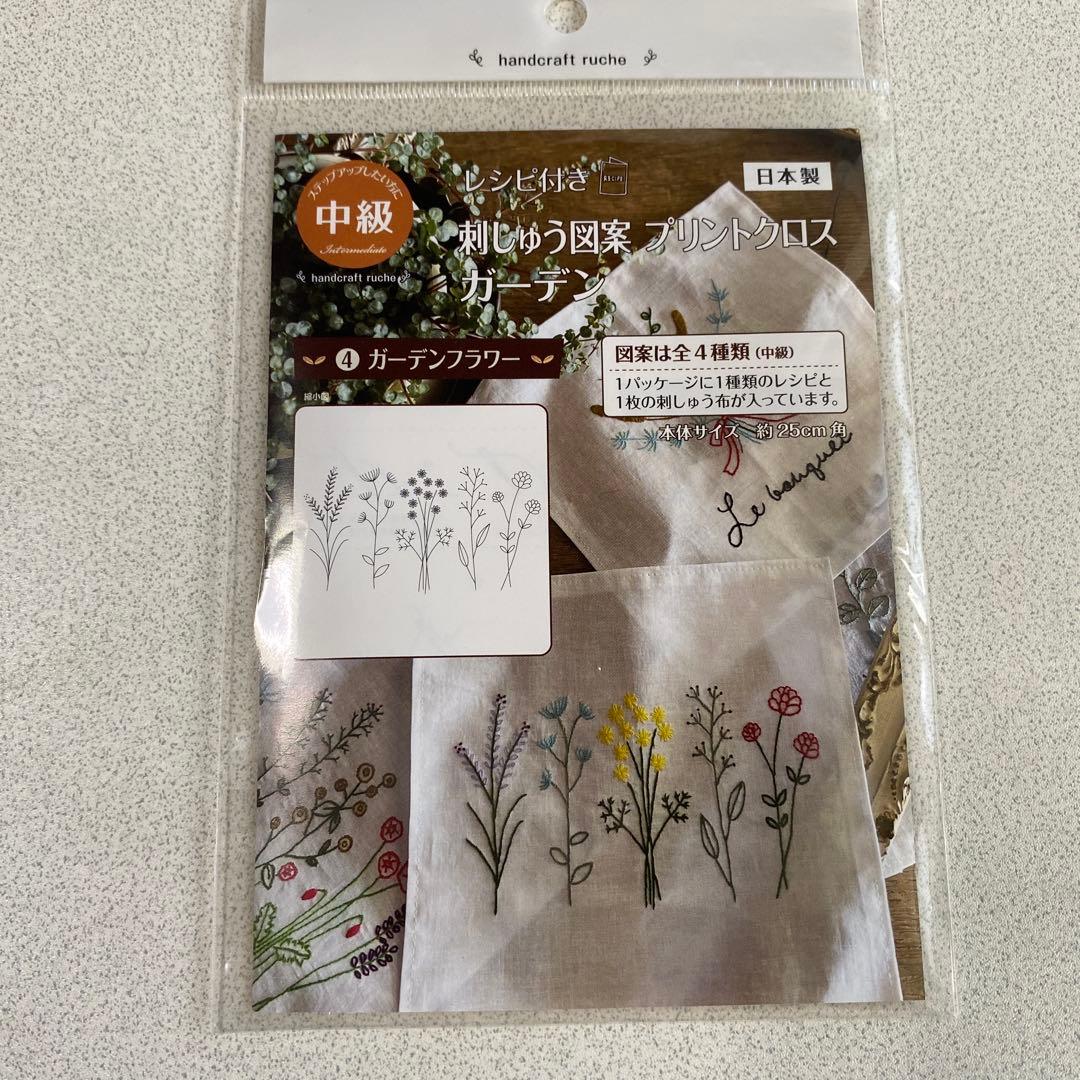 handcraft ruche
ステップアップしたい方に
中級
Intermediate
handcraft ruche
レシピ付き
RECIPE
日本製
刺しゅう図案 プリントクロス
ガーデン
4 ガーデンフラワー
縮小図
図案は全4種類(中級)
1パッケージに1種類のレシピと
1枚の刺しゅう布が入っています。
本体サイズ 約25cm角
Le bouquet